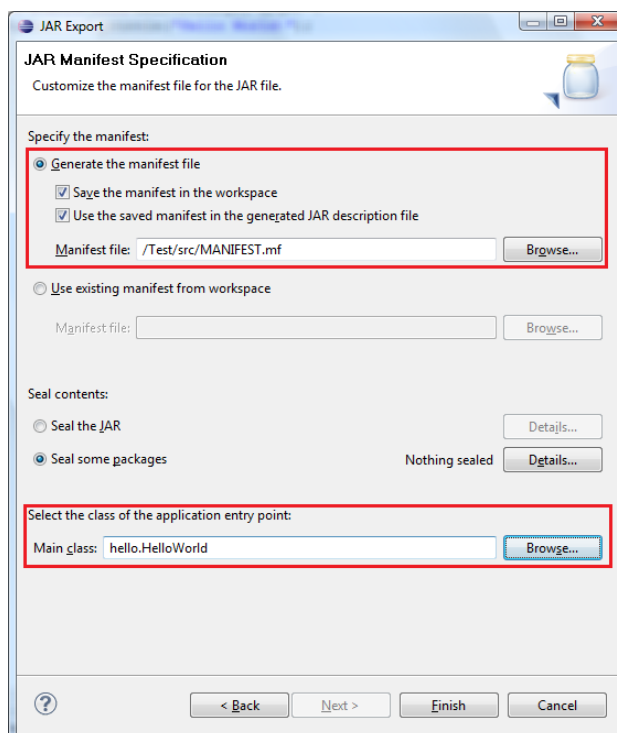 JAR Export
JAR Manifest Specification
Customize the manifest file for the JAR file.
Specify the manifest:
Generate the manifest file
Save the manifest in the workspace
Use the saved manifest in the generated JAR description file
Manifest file: /Test/src/MANIFEST.mf Browse...
Use existing manifest from workspace
Manifest file: Browse...
Seal contents:
Seal the JAR Details...
Seal some packages Nothing sealed Details...
Select the class of the application entry point:
Main class: hello.HelloWorld Browse...
? < Back Next > Finish Cancel